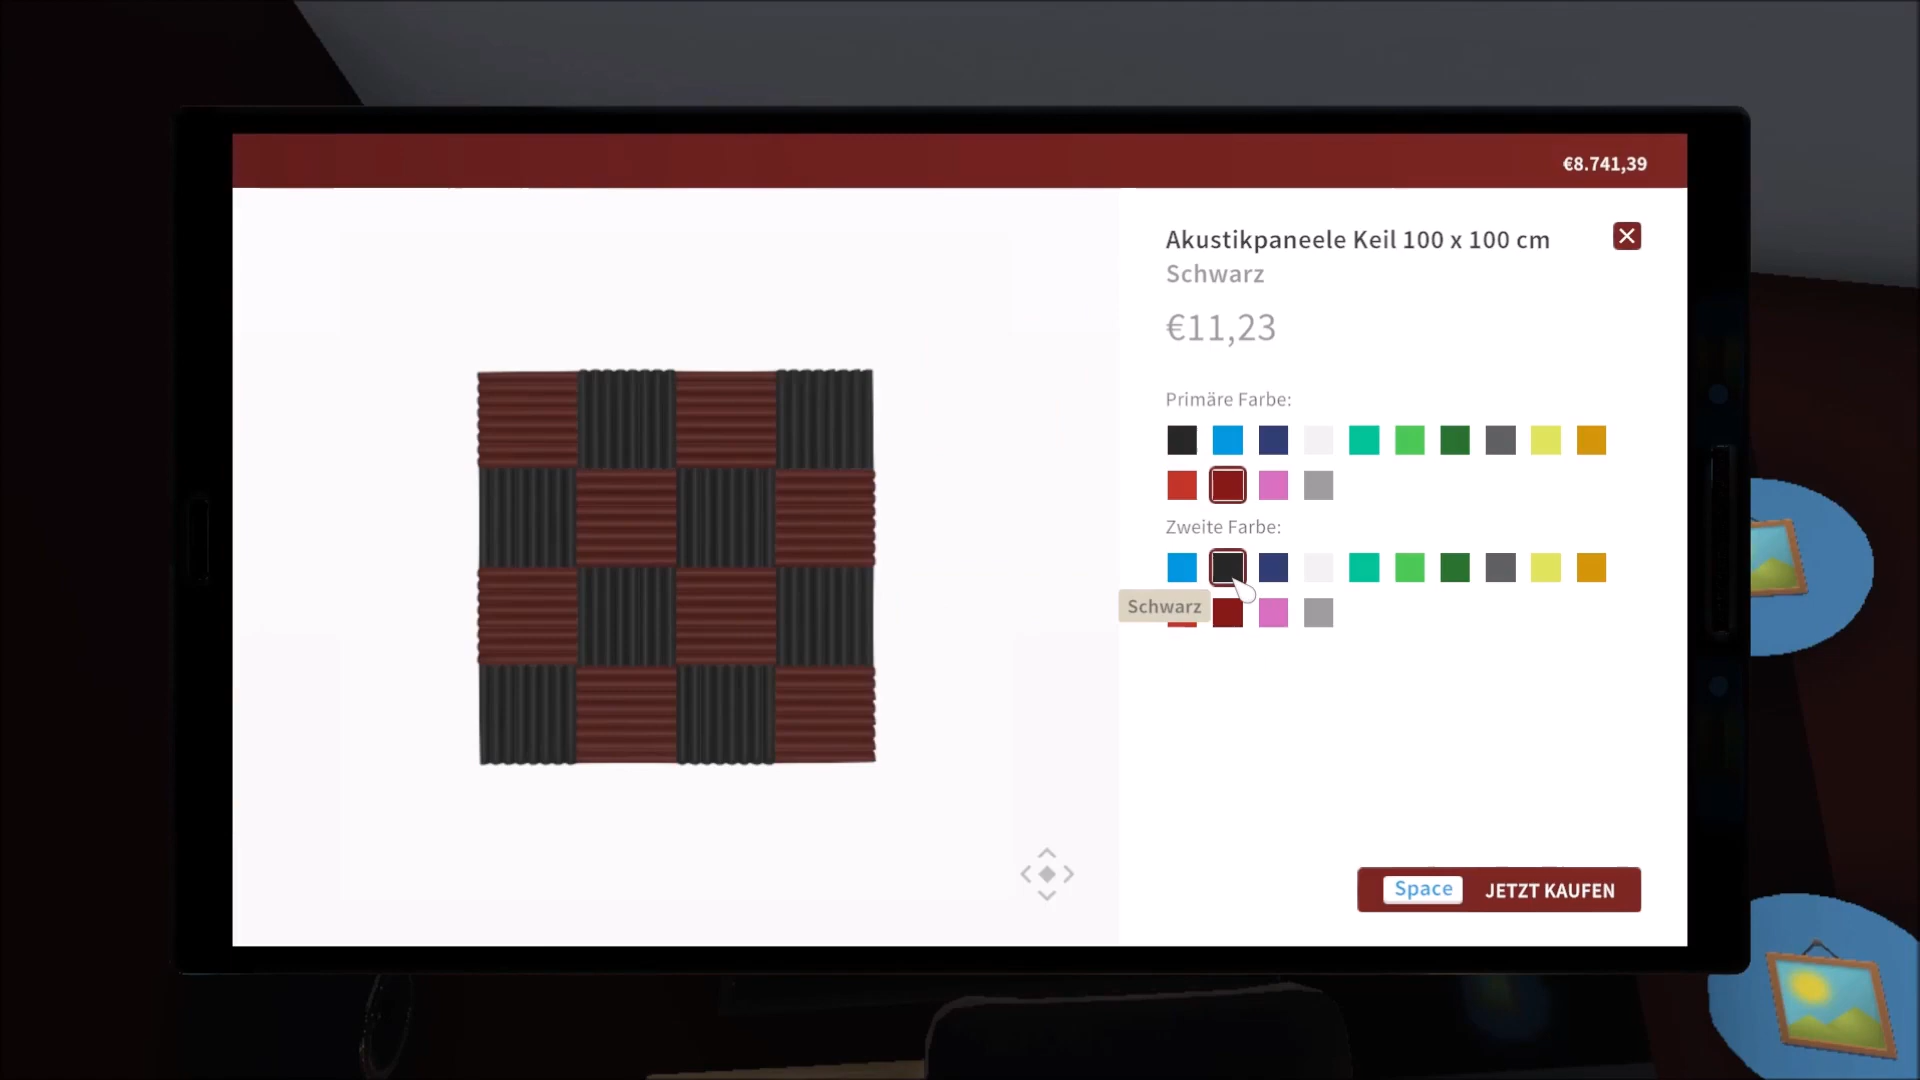 €8.741,39
Akustikpaneele Keil 100 x 100 cm
Schwarz
€11,23
Primäre Farbe:
Zweite Farbe:
Schwarz
Space JETZT KAUFEN